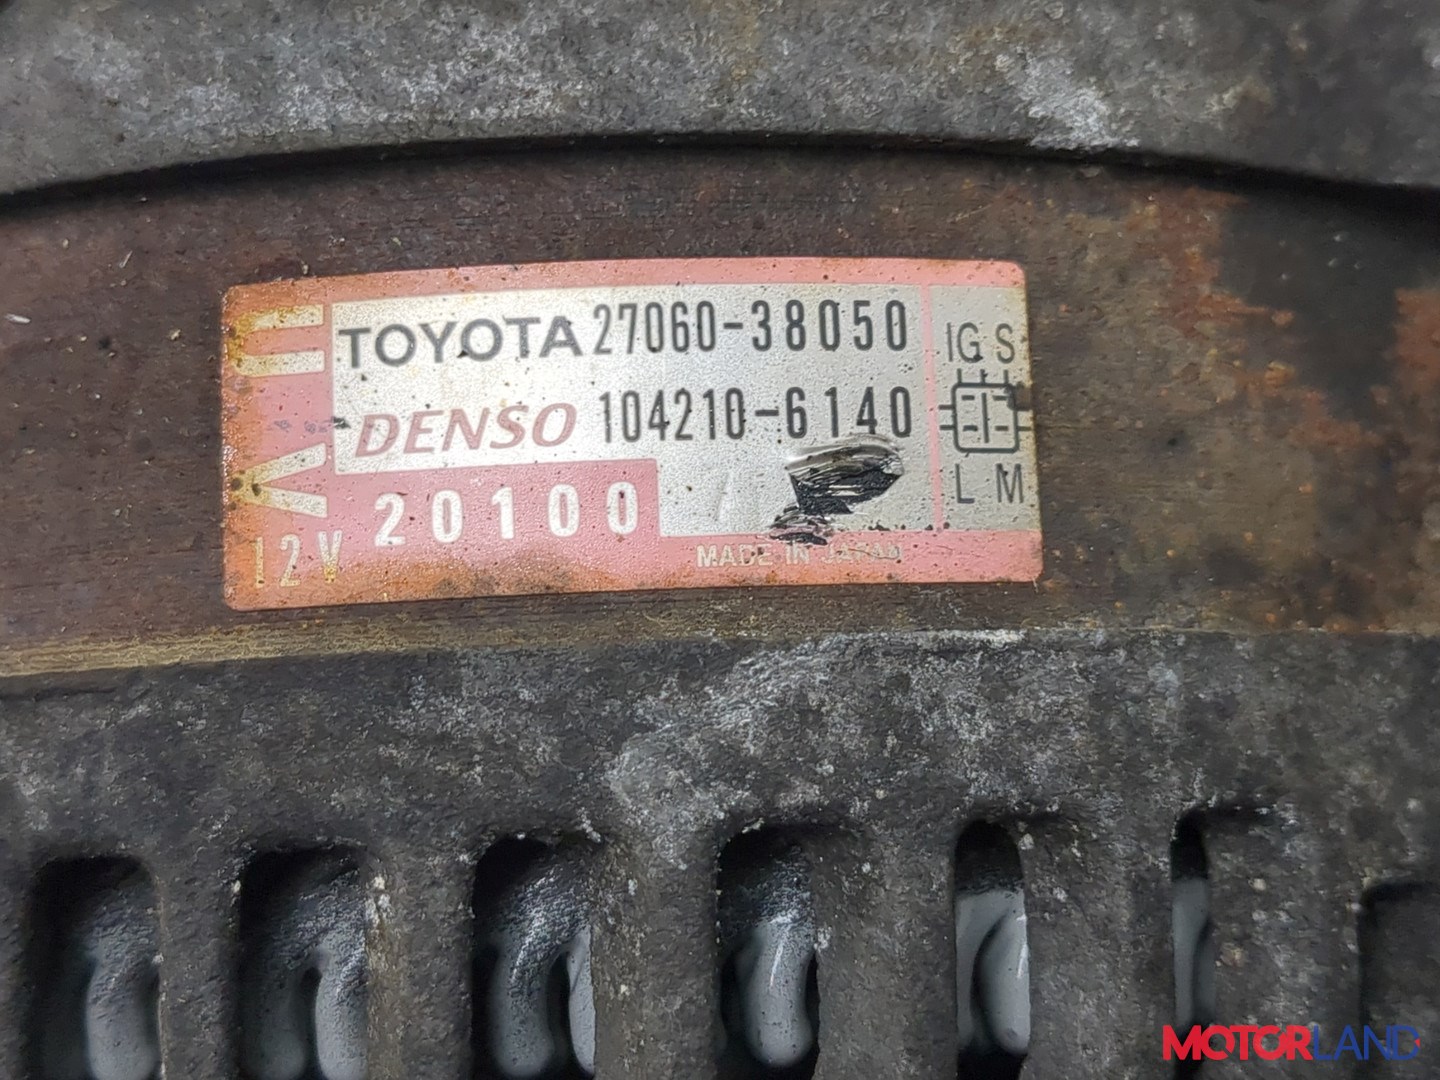 TOYOTA 27060-38050
DENSO 104210-6140
20100
12V
MADE IN JAPAN
IG S
L M
MOTORLAND